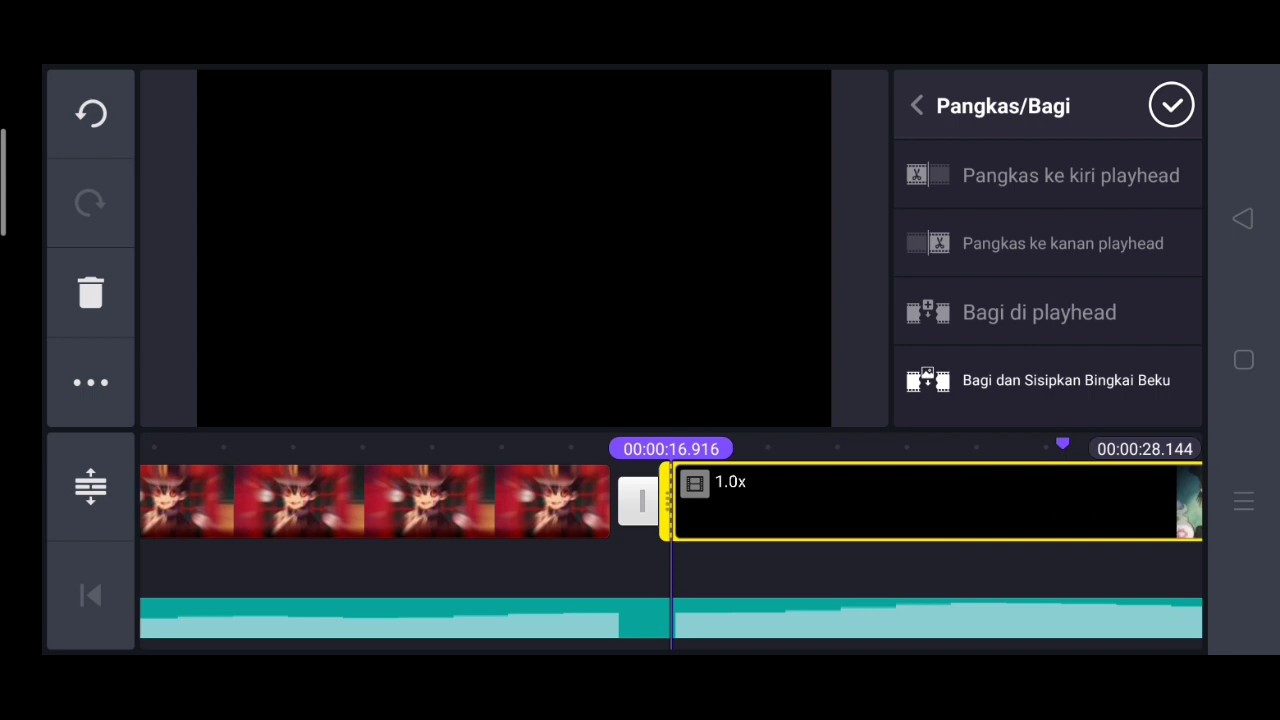 Pangkas/Bagi
Pangkas ke kiri playhead
Pangkas ke kanan playhead
Bagi di playhead
Bagi dan Sisipkan Bingkai Beku
00:00:16.916
00:00:28.144
1.0x